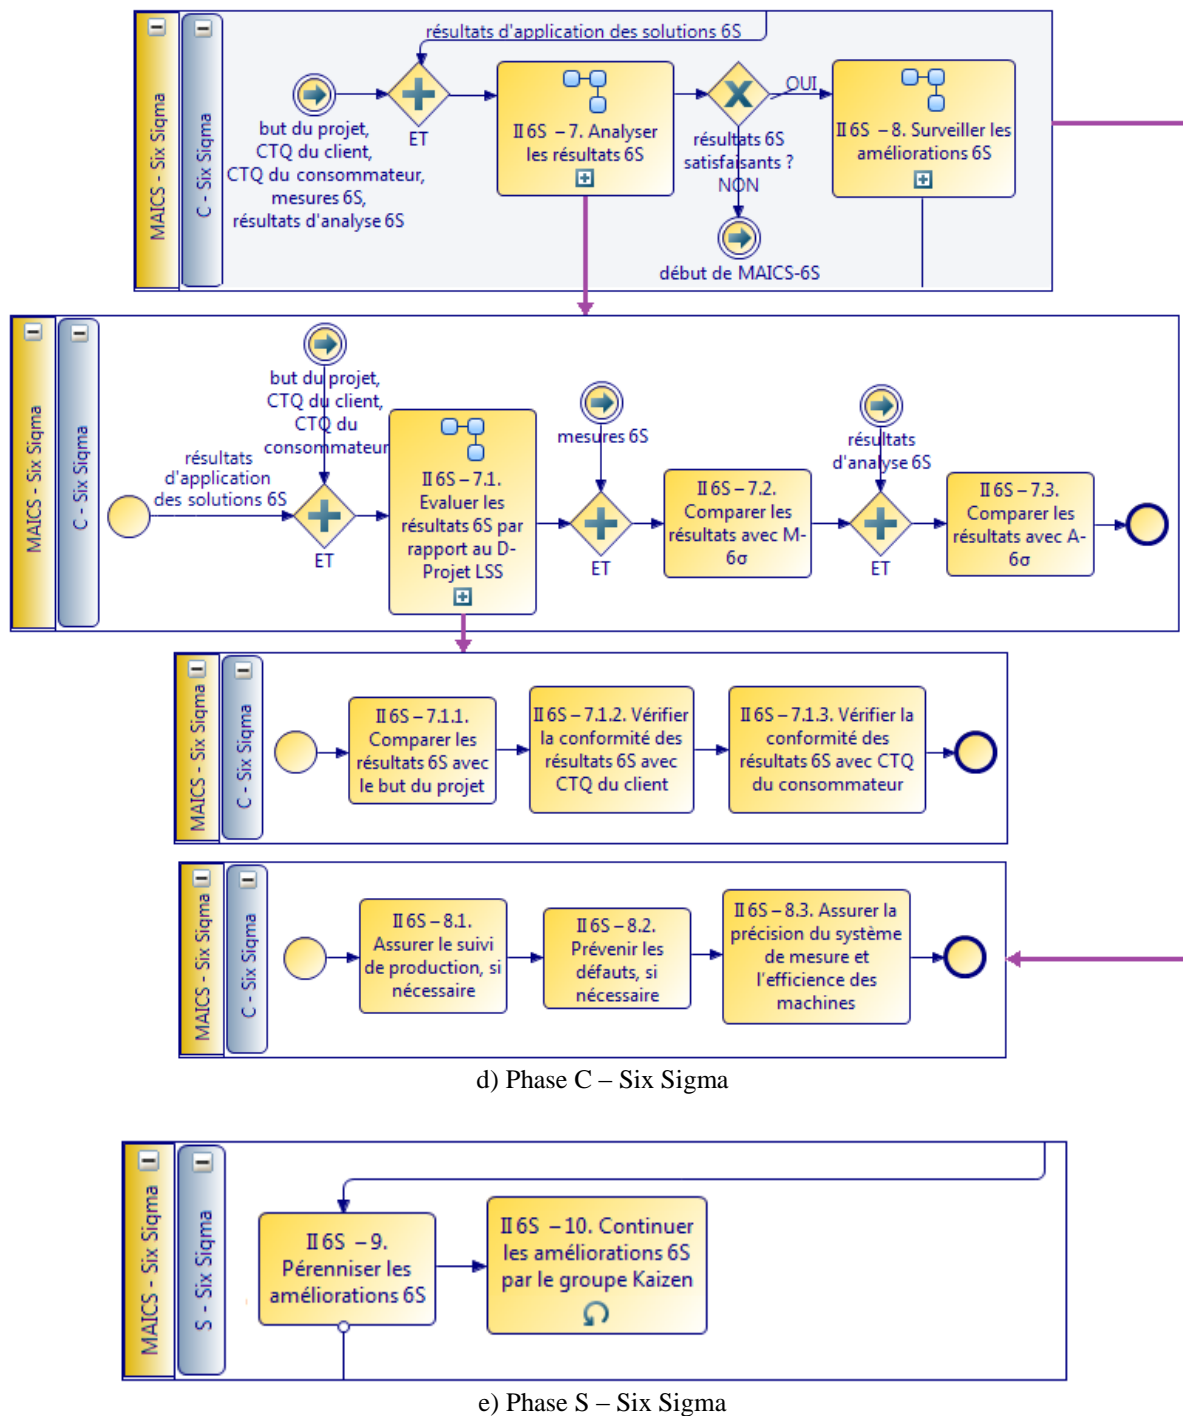 MAICS - Six Sigma
C - Six Sigma
résultats d'application des solutions 6S
but du projet,
CTQ du client,
CTQ du consommateur,
mesures 6S,
résultats d'analyse 6S
ET
II 6S – 7. Analyser
les résultats 6S
OUI
résultats 6S
satisfaisants ?
NON
début de MAICS-6S
II 6S – 8. Surveiller les
améliorations 6S
MAICS - Six Sigma
C - Six Sigma
résultats
d'application
des solutions 6S
but du projet,
CTQ du client,
CTQ du
consommateur
ET
II 6S – 7.1.
Evaluer les
résultats 6S par
rapport au D-
Projet LSS
mesures 6S
ET
II 6S – 7.2.
Comparer les
résultats avec M-
6σ
résultats
d'analyse 6S
ET
II 6S – 7.3.
Comparer les
résultats avec A-
6σ
MAICS - Six Sigma
C - Six Sigma
II 6S – 7.1.1.
Comparer les
résultats 6S avec
le but du projet
II 6S – 7.1.2. Vérifier
la conformité des
résultats 6S avec
CTQ du client
II 6S – 7.1.3. Vérifier la
conformité des
résultats 6S avec CTQ
du consommateur
MAICS - Six Sigma
C - Six Sigma
II 6S – 8.1.
Assurer le suivi
de production, si
nécessaire
II 6S – 8.2.
Prévenir les
défauts, si
nécessaire
II 6S – 8.3. Assurer la
précision du système
de mesure et
l'efficience des
machines
d) Phase C – Six Sigma
MAICS - Six Sigma
S - Six Sigma
II 6S – 9.
Pérenniser les
améliorations 6S
II 6S – 10. Continuer
les améliorations 6S
par le groupe Kaizen
e) Phase S – Six Sigma